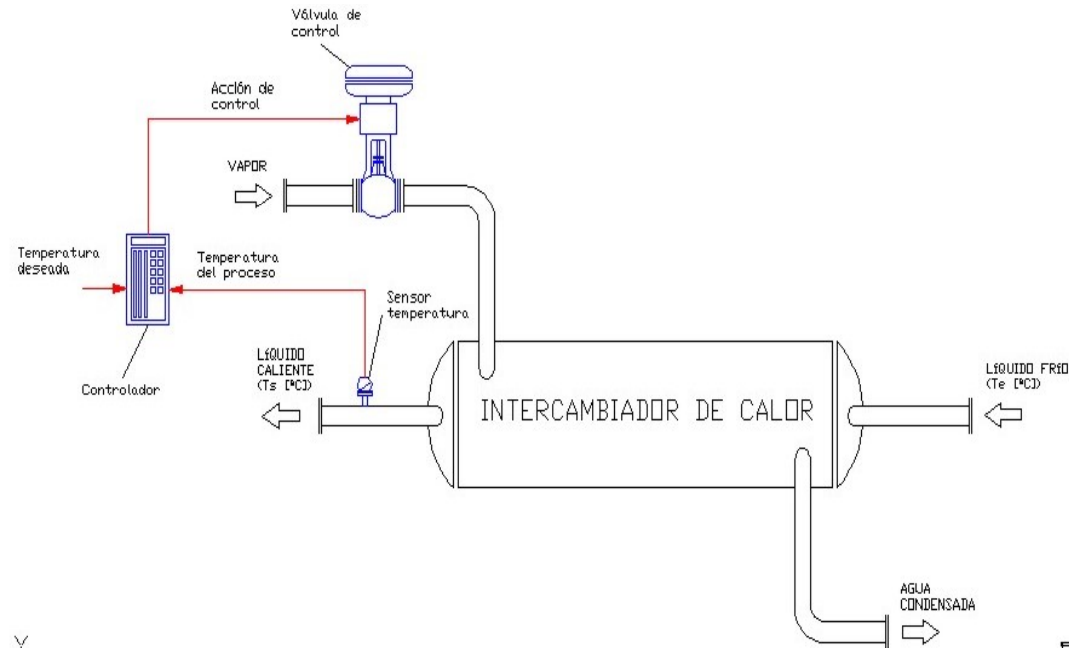 Válvula de
control
Acción de
control
VAPOR
Temperatura
deseada
Temperatura
del proceso
Sensor
temperatura
Controlador
LíQUIDO
CALIENTE
(Ts [ºC])
INTERCAMBIADOR DE CALOR
LíQUIDO FRíO
(Te [ºC])
AGUA
CONDENSADA
Y